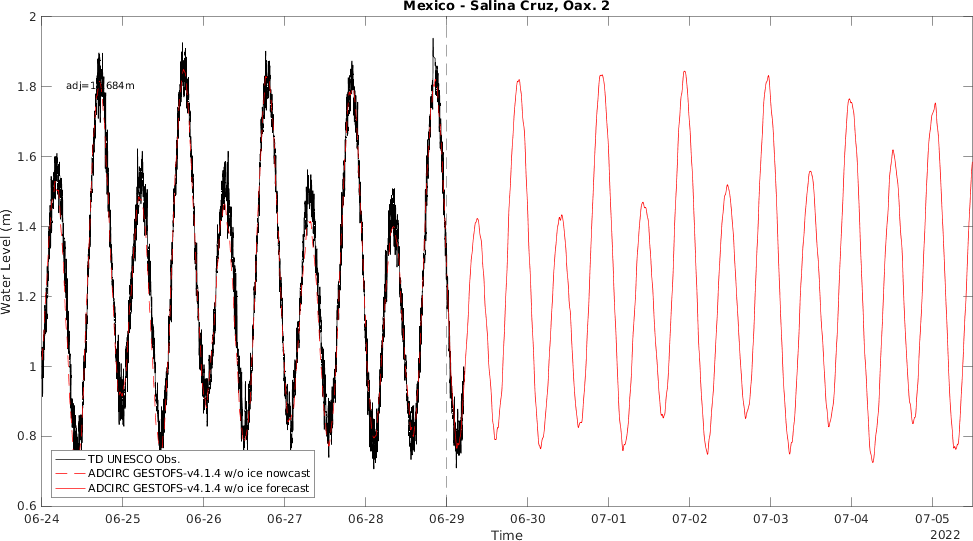 Mexico - Salina Cruz, Oax. 2
Water Level (m)
2
1.8
1.6
1.4
1.2
1
0.8
0.6
TD UNESCO Obs.
ADCIRC GESTOFS-v4.1.4 w/o ice nowcast
ADCIRC GESTOFS-v4.1.4 w/o ice forecast
06-24 06-25 06-26 06-27 06-28 06-29 06-30 07-01 07-02 07-03 07-04 07-05
Time
2022